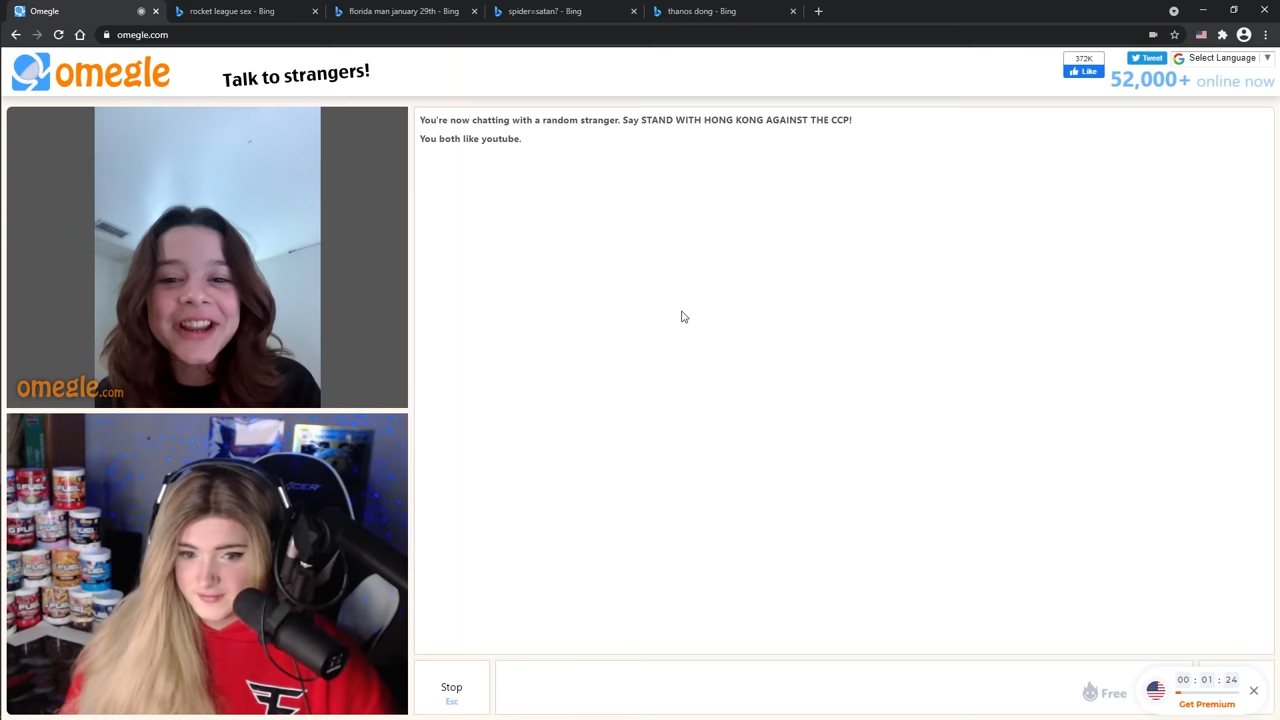 Omegle
rocket league sex - Bing
florida man january 29th - Bing
spider=satan? - Bing
thanos dong - Bing
omegle.com
omegle
Talk to strangers!
372K
Like
Tweet
Select Language
52,000+ online now
You're now chatting with a random stranger. Say STAND WITH HONG KONG AGAINST THE CCP!
You both like youtube.
omegle.com
ACER
G FUEL
Stop
Esc
Free
00 : 01 : 24
Get Premium